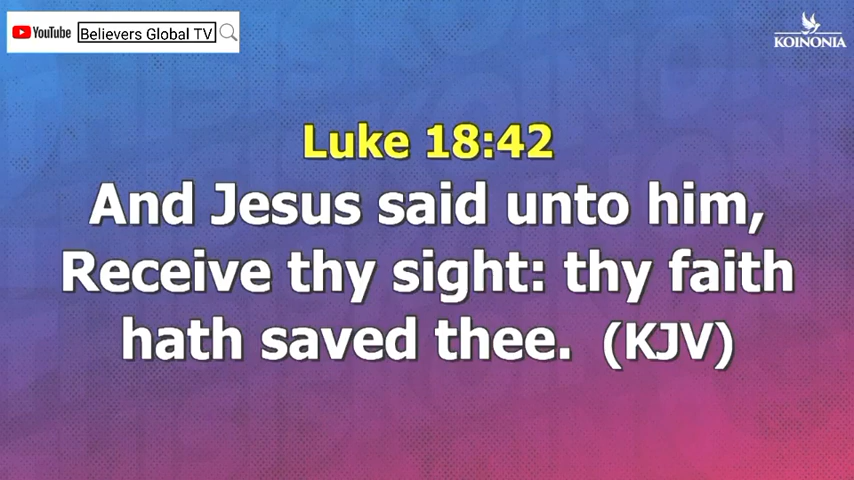 YouTube Believers Global TV
KOINONIA
Luke 18:42
And Jesus said unto him,
Receive thy sight: thy faith
hath saved thee. (KJV)